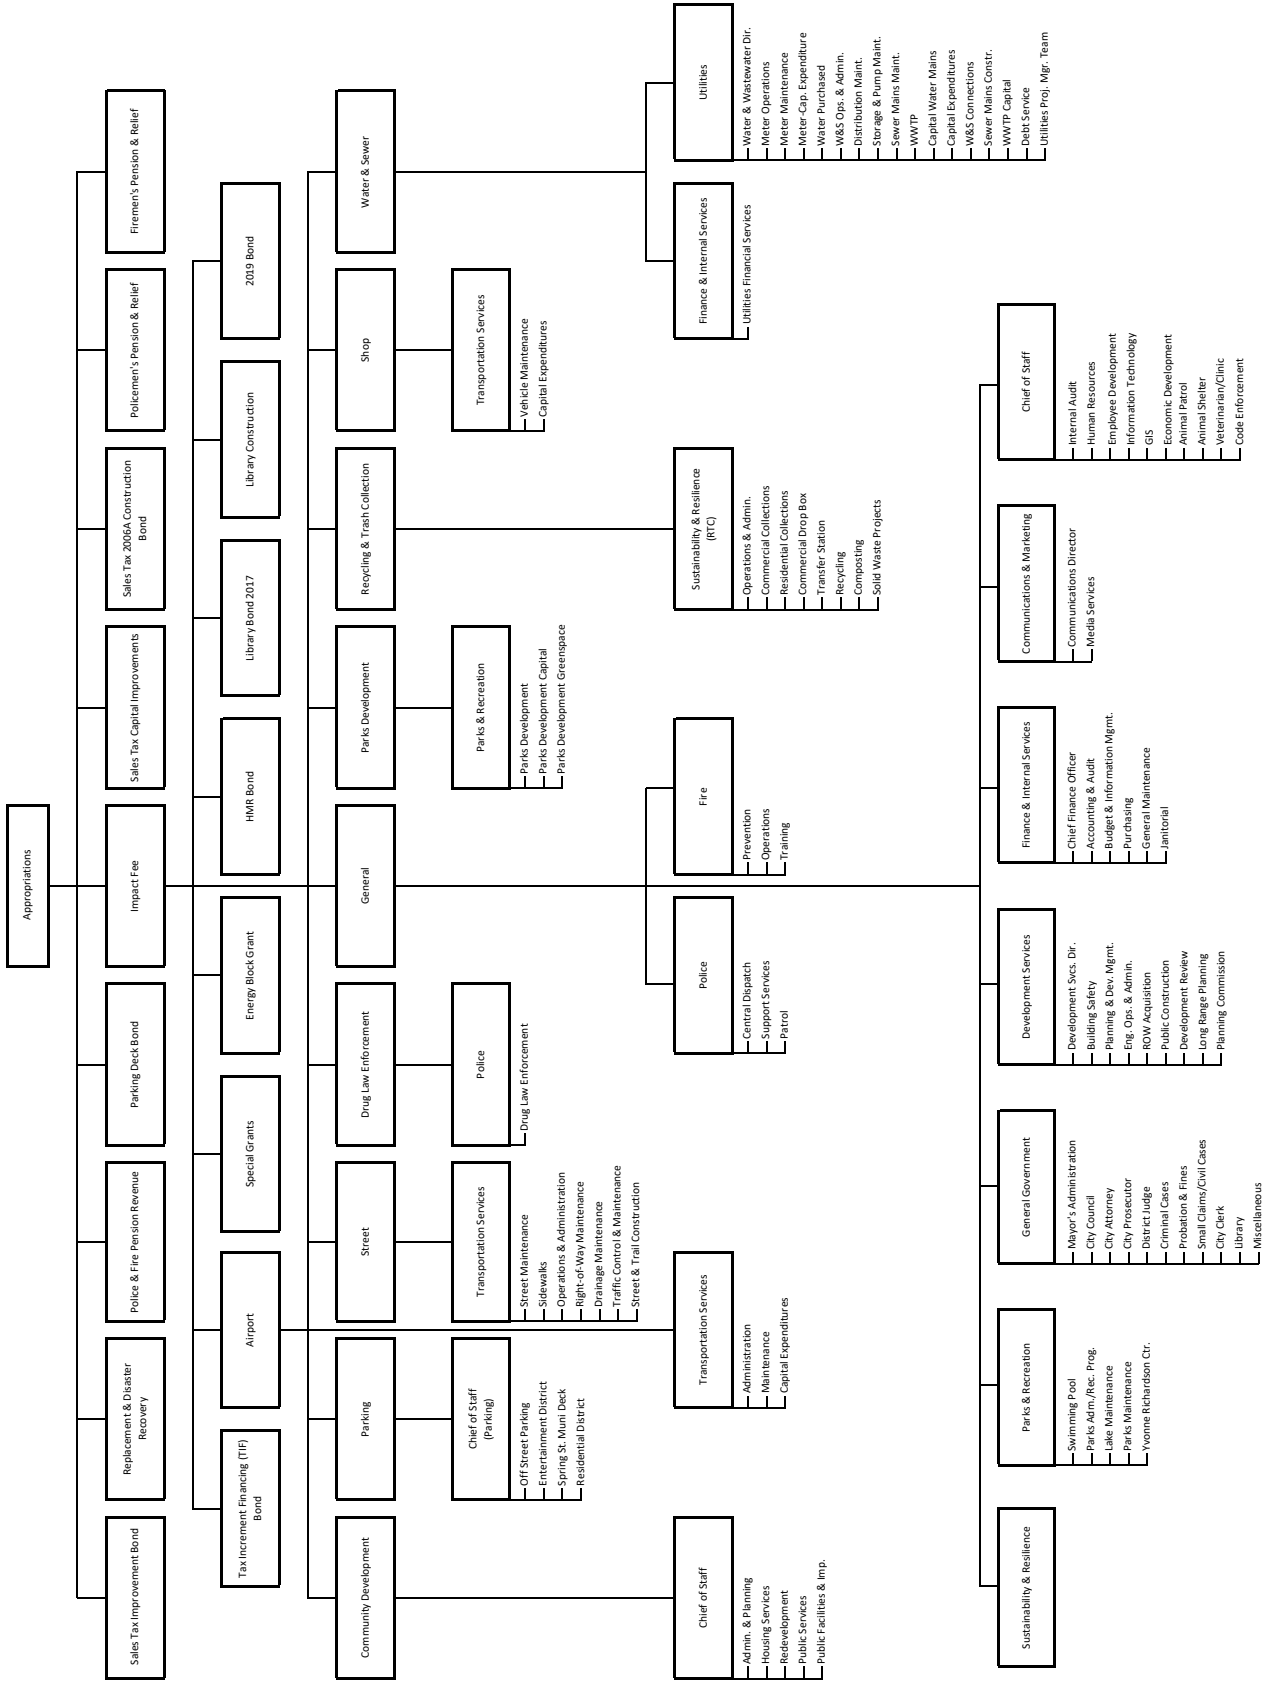 Appropriations
Sales Tax Improvement Bond
Replacement & Disaster
Recovery
Police & Fire Pension Revenue
Parking Deck Bond
Impact Fee
Sales Tax Capital Improvements
Sales Tax 2006A Construction
Bond
Policemen's Pension & Relief
Firemen's Pension & Relief
Tax Increment Financing (TIF)
Bond
Airport
Special Grants
Energy Block Grant
HMR Bond
Library Bond 2017
Library Construction
2019 Bond
Community Development
Parking
Street
Drug Law Enforcement
General
Parks Development
Recycling & Trash Collection
Shop
Water & Sewer
Chief of Staff
(Parking)
Off Street Parking
Entertainment District
Spring St. Muni Deck
Residential District
Transportation Services
Street Maintenance
Sidewalks
Operations & Administration
Right-of-Way Maintenance
Drainage Maintenance
Traffic Control & Maintenance
Street & Trail Construction
Police
Drug Law Enforcement
Parks & Recreation
Parks Development
Parks Development Capital
Parks Development Greenspace
Transportation Services
Vehicle Maintenance
Capital Expenditures
Chief of Staff
Admin. & Planning
Housing Services
Redevelopment
Public Services
Public Facilities & Imp.
Transportation Services
Administration
Maintenance
Capital Expenditures
Police
Central Dispatch
Support Services
Patrol
Fire
Prevention
Operations
Training
Sustainability & Resilience
(RTC)
Operations & Admin.
Commercial Collections
Residential Collections
Commercial Drop Box
Transfer Station
Recycling
Composting
Solid Waste Projects
Finance & Internal Services
Utilities Financial Services
Utilities
Water & Wastewater Dir.
Meter Operations
Meter Maintenance
Meter-Cap. Expenditure
Water Purchased
W&S Ops. & Admin.
Distribution Maint.
Storage & Pump Maint.
Sewer Mains Maint.
WWTP
Capital Water Mains
Capital Expenditures
W&S Connections
Sewer Mains Constr.
WWTP Capital
Debt Service
Utilities Proj. Mgr. Team
Sustainability & Resilience
Parks & Recreation
Swimming Pool
Parks Adm./Rec. Prog.
Lake Maintenance
Parks Maintenance
Yvonne Richardson Ctr.
General Government
Mayor's Administration
City Council
City Attorney
City Prosecutor
District Judge
Criminal Cases
Probation & Fines
Small Claims/Civil Cases
City Clerk
Library
Miscellaneous
Development Services
Development Svcs. Dir.
Building Safety
Planning & Dev. Mgmt.
Eng. Ops. & Admin.
ROW Acquisition
Public Construction
Development Review
Long Range Planning
Planning Commission
Finance & Internal Services
Chief Finance Officer
Accounting & Audit
Budget & Information Mgmt.
Purchasing
General Maintenance
Janitorial
Communications & Marketing
Communications Director
Media Services
Chief of Staff
Internal Audit
Human Resources
Employee Development
Information Technology
GIS
Economic Development
Animal Patrol
Animal Shelter
Veterinarian/Clinic
Code Enforcement